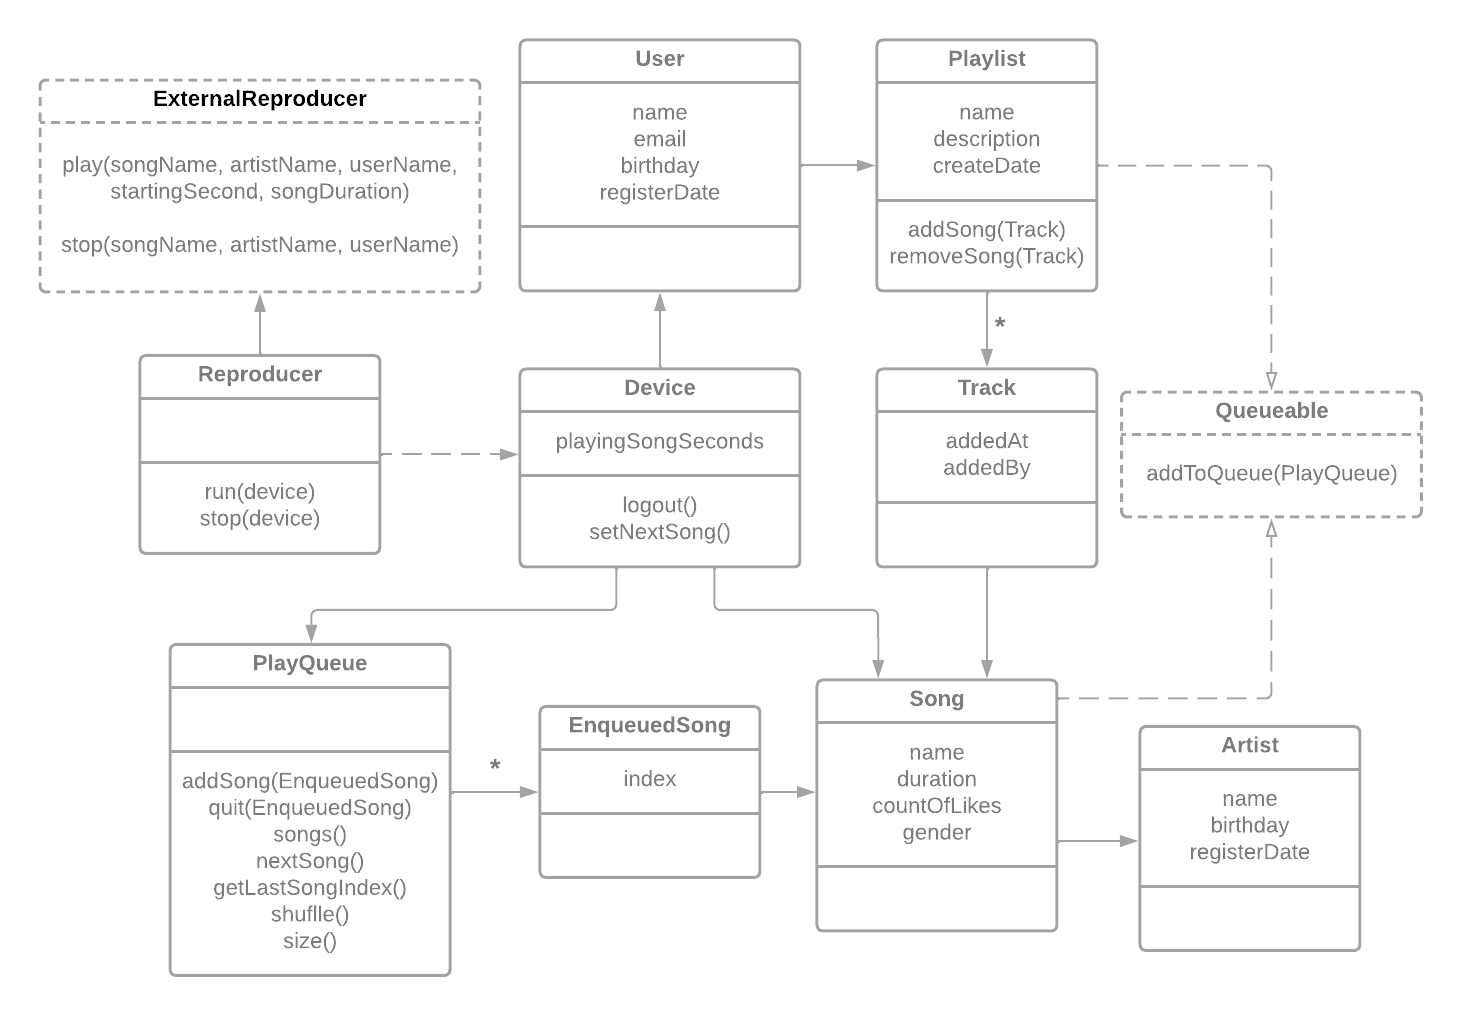 User
name
email
birthday
registerDate
Playlist
name
description
createDate
addSong(Track)
removeSong(Track)
ExternalReproducer
play(songName, artistName, userName,
startingSecond, songDuration)
stop(songName, artistName, userName)
*
Reproducer
run(device)
stop(device)
Device
playingSongSeconds
logout()
setNextSong()
Track
addedAt
addedBy
Queueable
addToQueue(PlayQueue)
PlayQueue
addSong(EnqueuedSong)
quit(EnqueuedSong)
songs()
nextSong()
getLastSongIndex()
shuflle()
size()
*
EnqueuedSong
index
Song
name
duration
countOfLikes
gender
Artist
name
birthday
registerDate